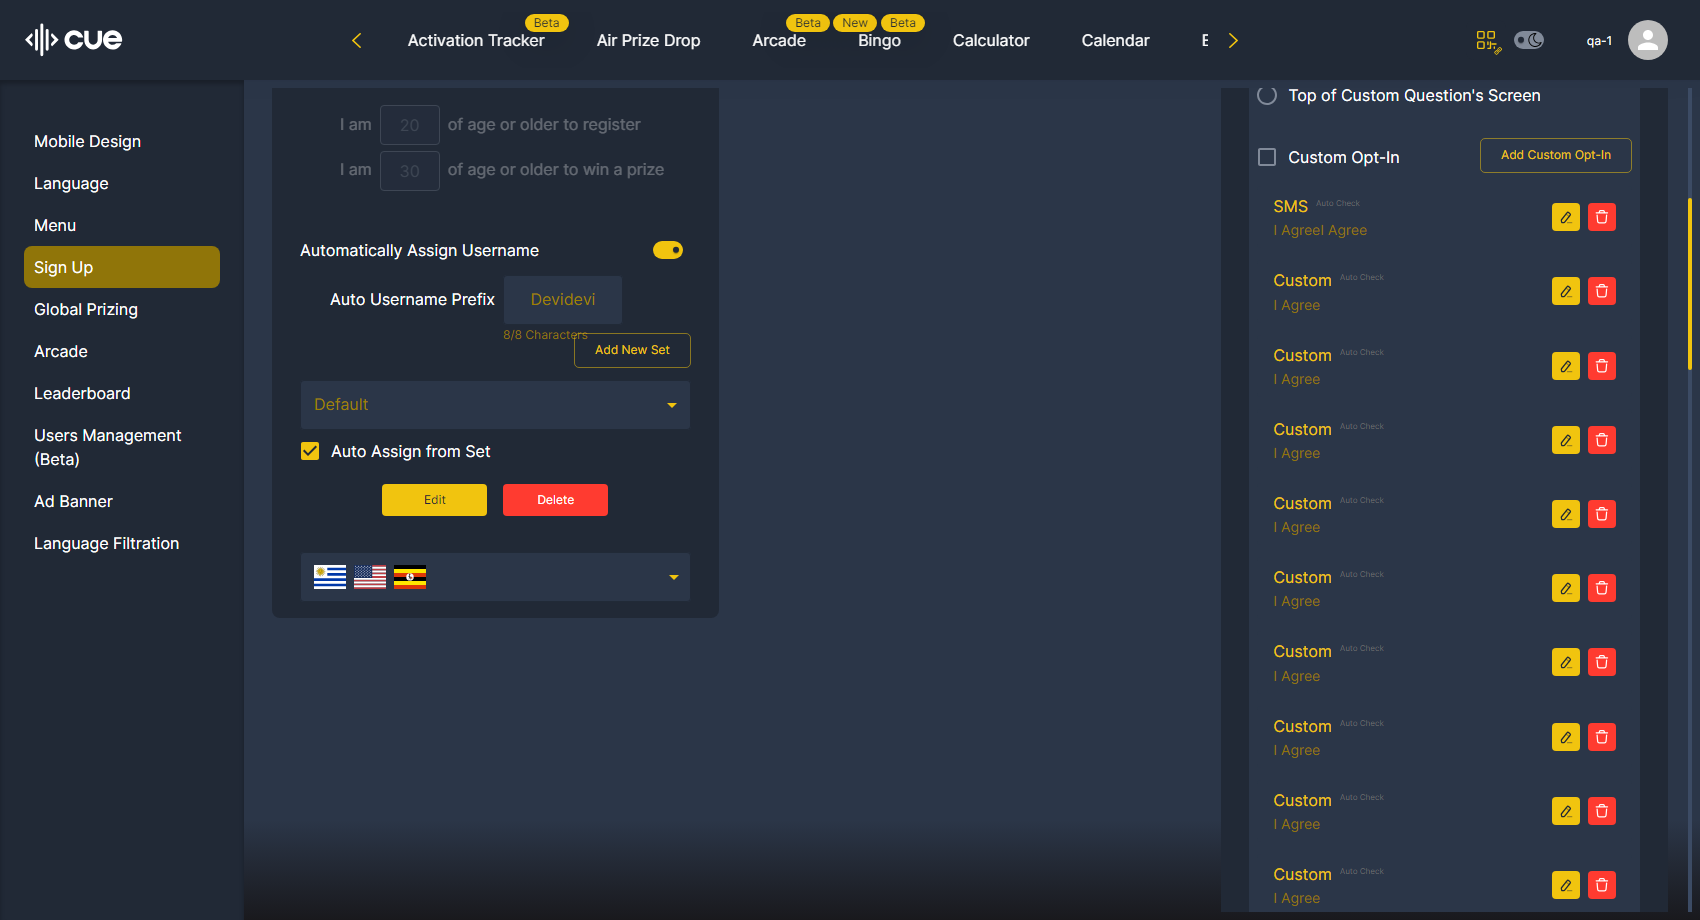 cue
Activation Tracker
Beta
Air Prize Drop
Arcade
Beta
Bingo
New
Beta
Calculator
Calendar
qa-1
Mobile Design
Language
Menu
Sign Up
Global Prizing
Arcade
Leaderboard
Users Management
(Beta)
Ad Banner
Language Filtration
I am 20 of age or older to register
I am 30 of age or older to win a prize
Automatically Assign Username
Auto Username Prefix Devidevi
8/8 Characters
Add New Set
Default
Auto Assign from Set
Edit Delete
Top of Custom Question's Screen
Custom Opt-In Add Custom Opt-In
SMS Auto Check
I AgreeI Agree
Custom Auto Check
I Agree
Custom Auto Check
I Agree
Custom Auto Check
I Agree
Custom Auto Check
I Agree
Custom Auto Check
I Agree
Custom Auto Check
I Agree
Custom Auto Check
I Agree
Custom Auto Check
I Agree
Custom Auto Check
I Agree